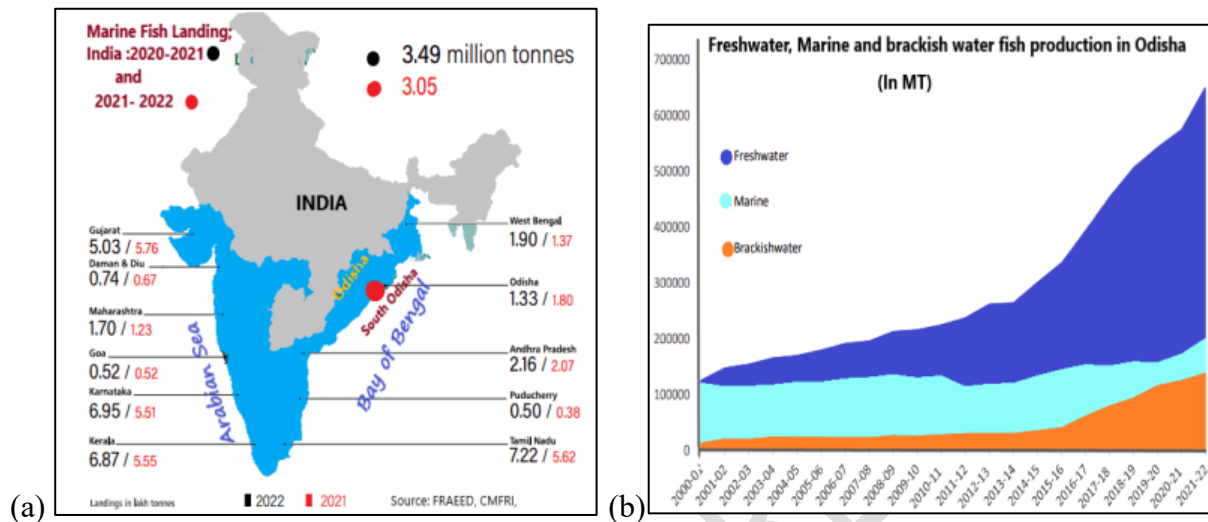 Marine Fish Landing;
India :2020-2021
and
2021- 2022
3.49 million tonnes
3.05
INDIA
Gujarat
5.03 / 5.76
Daman & Diu
0.74 / 0.67
Maharashtra
1.70 / 1.23
Goa
0.52 / 0.52
Karnataka
6.95 / 5.51
Kerala
6.87 / 5.55
Arabian Sea
Odisha
South Odisha
Bay of Bengal
West Bengal
1.90 / 1.37
Odisha
1.33 / 1.80
Andhra Pradesh
2.16 / 2.07
Puducherry
0.50 / 0.38
Tamil Nadu
7.22 / 5.62
Landings in lakh tonnes
2022 2021
Source: FRAEED, CMFRI,
(a)
Freshwater, Marine and brackish water fish production in Odisha
(In MT)
700000
600000
500000
400000
300000
200000
100000
0
Freshwater
Marine
Brackishwater
2000-01
2001-02
2002-03
2003-04
2004-05
2005-06
2006-07
2007-08
2008-09
2009-10
2010-11
2011-12
2012-13
2013-14
2014-15
2015-16
2016-17
2017-18
2018-19
2019-20
2020-21
2021-22
(b)